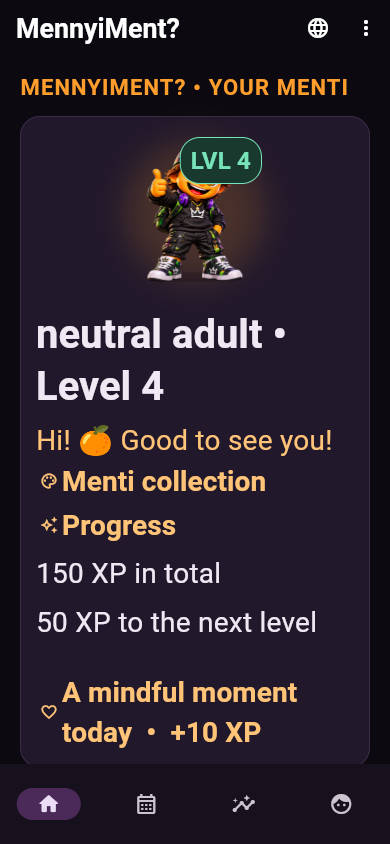 MennyiMent?
MENNYIMENT? • YOUR MENTI
LVL 4
neutral adult •
Level 4
Hi! 🍊 Good to see you!
Menti collection
Progress
150 XP in total
50 XP to the next level
A mindful moment
today • +10 XP